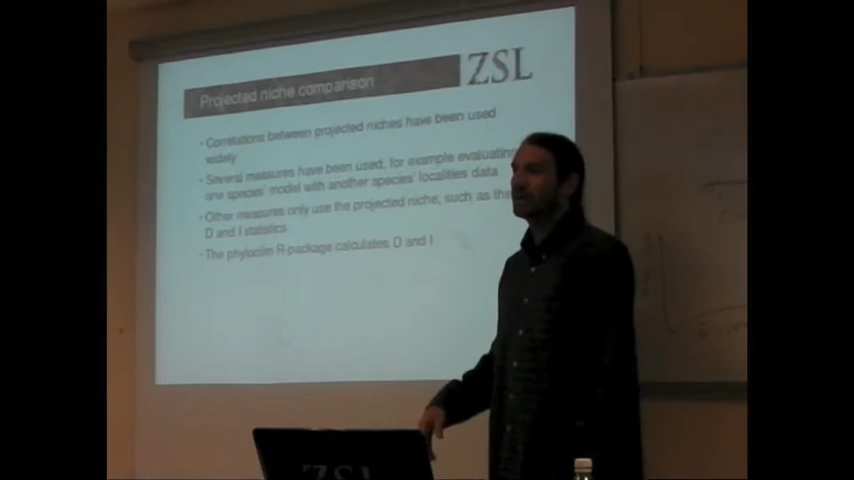 ZSL
Projected niche comparison
• Correlations between projected niches have been used
widely
• Several measures have been used, for example evaluating
one species' model with another species' localities data
• Other measures only use the projected niche, such as the
D and I statistics
• The phyloclim R-package calculates D and I
ZSL